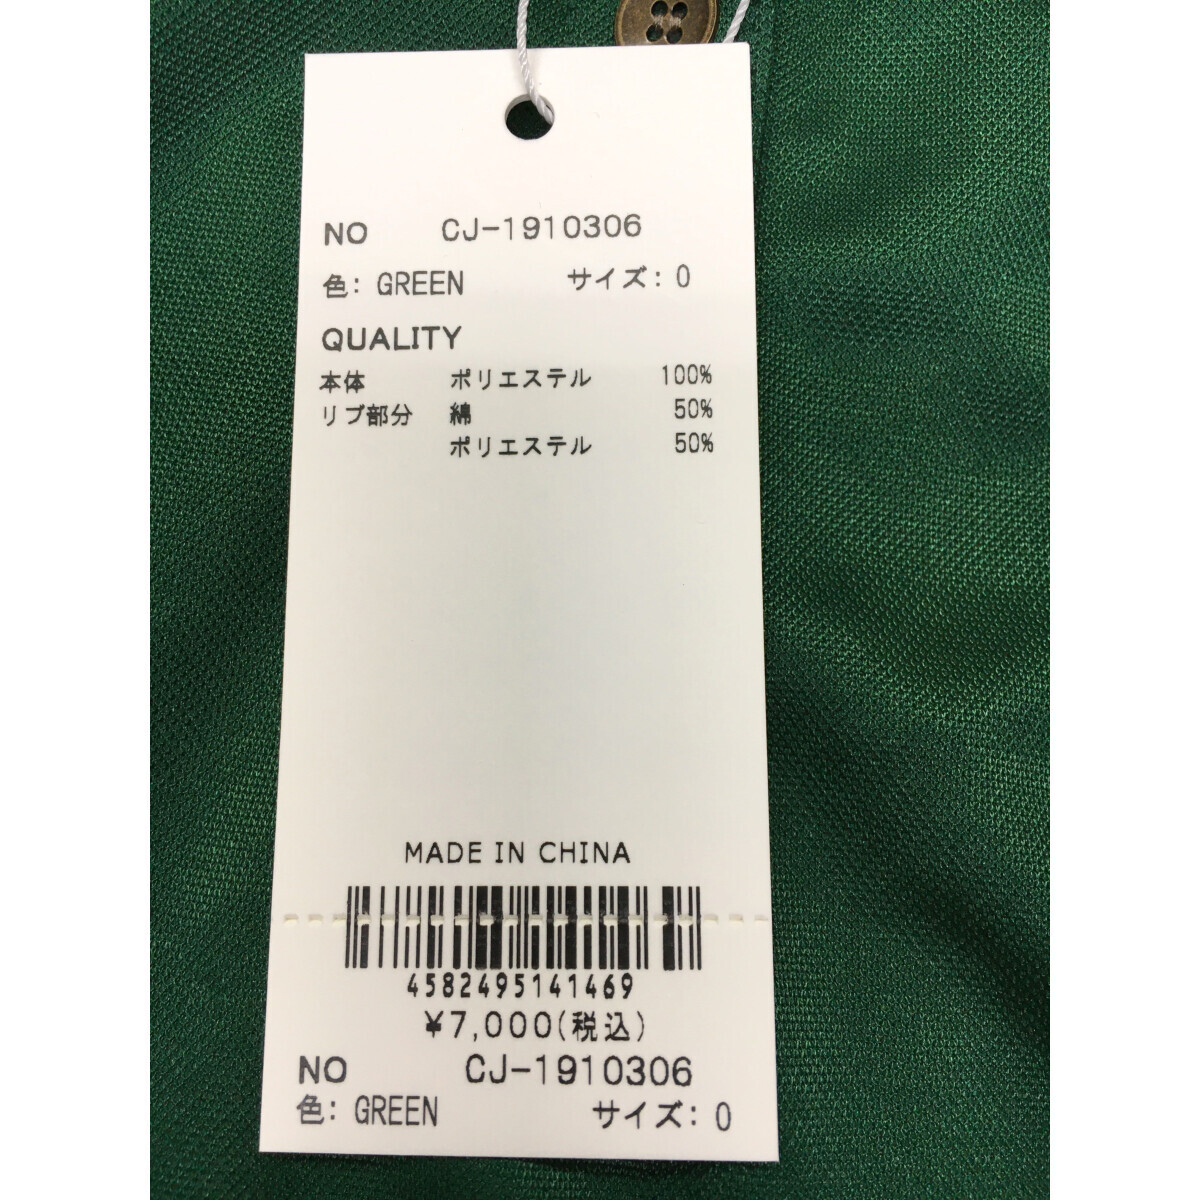 NO CJ-1910306
色: GREEN サイズ: 0
QUALITY
本体 ポリエステル 100%
リブ部分 綿 50%
ポリエステル 50%
MADE IN CHINA
4582495141469
¥7,000(税込)
NO CJ-1910306
色: GREEN サイズ: 0